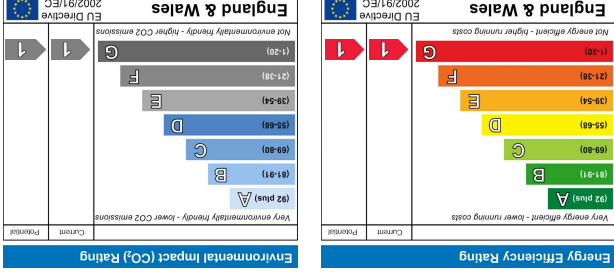 Energy Efficiency Rating
Current
Potential
Very energy efficient - lower running costs
(92 plus) A
(81-91) B
(69-80) C
(55-68) D
(39-54) E
(21-38) F
(1-20) G
1
1
Not energy efficient - higher running costs
England & Wales
EU Directive
2002/91/EC
Environmental Impact (CO₂) Rating
Current
Potential
Very environmentally friendly - lower CO2 emissions
(92 plus) A
(81-91) B
(69-80) C
(55-68) D
(39-54) E
(21-38) F
(1-20) G
1
1
Not environmentally friendly - higher CO2 emissions
England & Wales
EU Directive
2002/91/EC